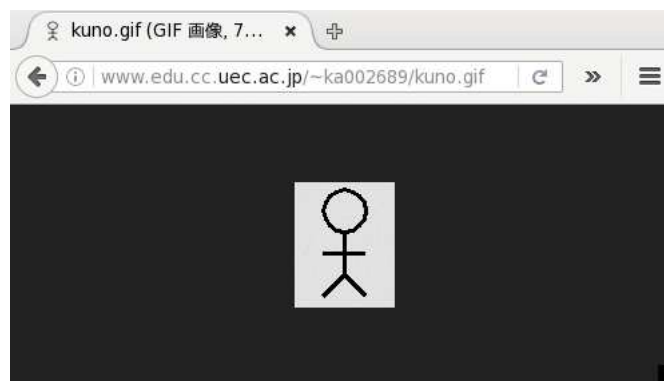 kuno.gif (GIF 画像, 7...
www.edu.cc.uec.ac.jp/~ka002689/kuno.gif